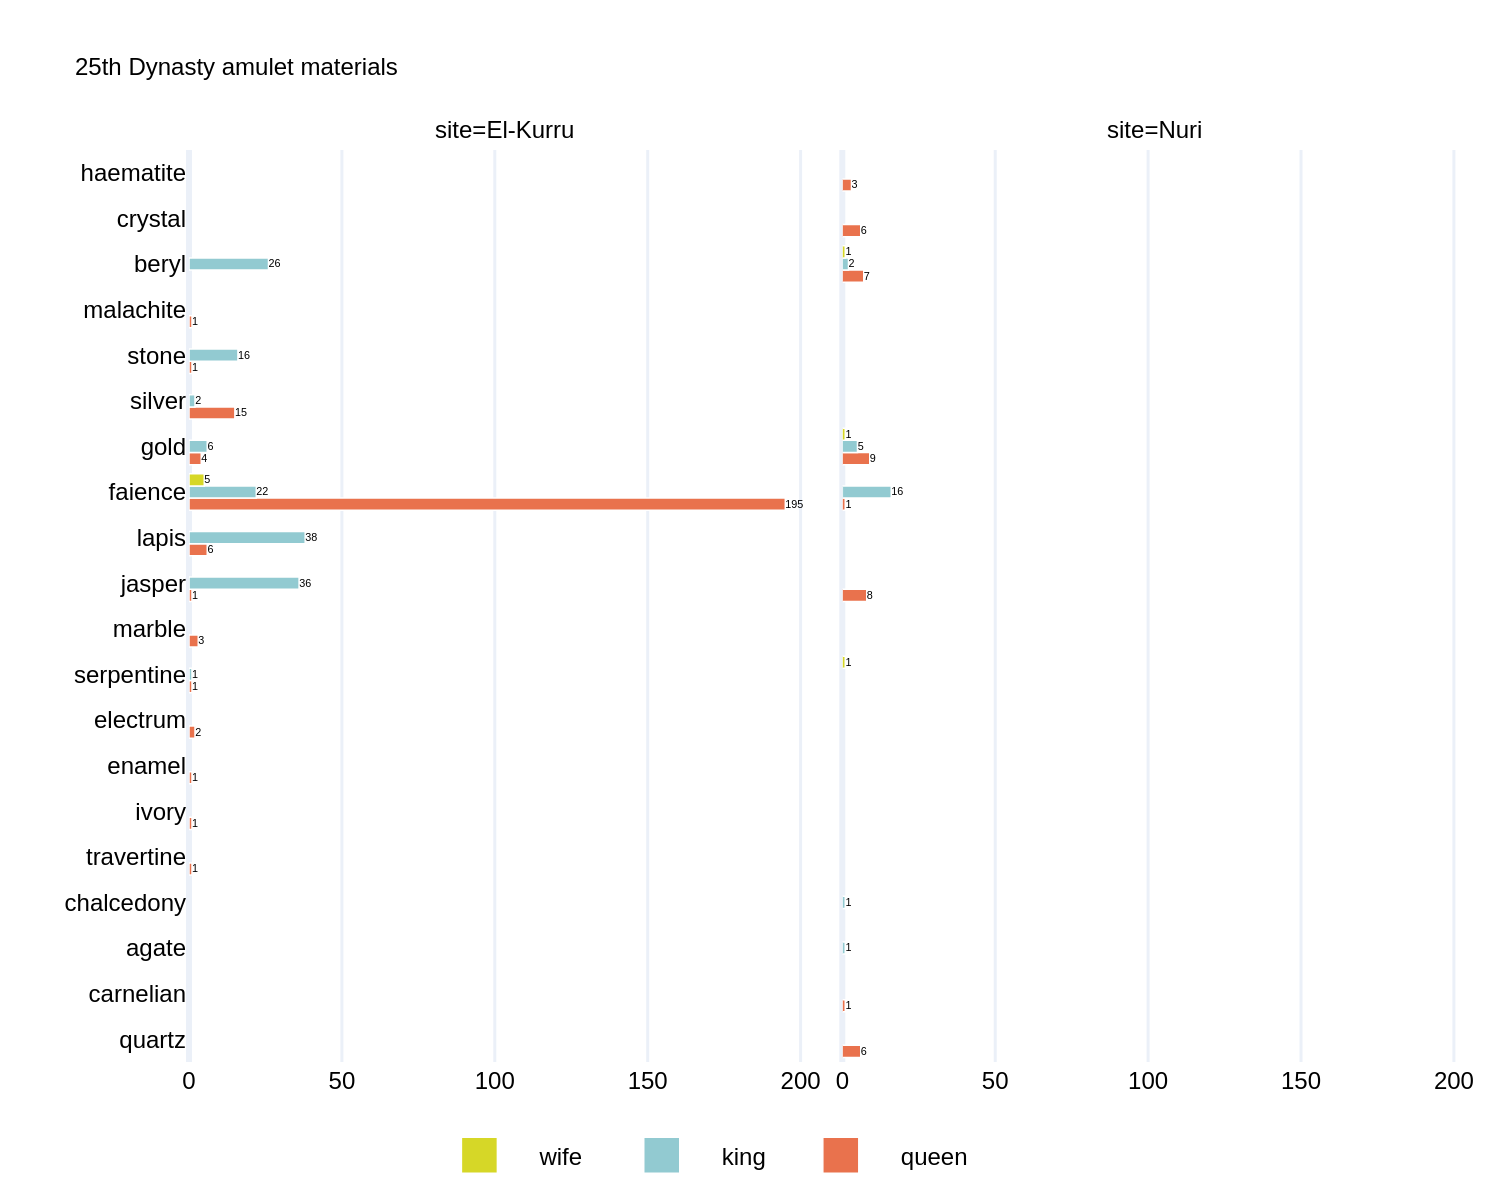 25th Dynasty amulet materials
site=El-Kurru site=Nuri
haematite 3
crystal 6
1
beryl 26 2
7
malachite
1
stone 16
1
silver 2
15
1
gold 6 5
4 9
5
faience 22 16
195 1
lapis 38
6
jasper 36
1 8
marble
3
1
serpentine 1
1
electrum
2
enamel
1
ivory
1
travertine
1
chalcedony 1
agate 1
carnelian
1
quartz
6
0 50 100 150 200 0 50 100 150 200
wife king queen